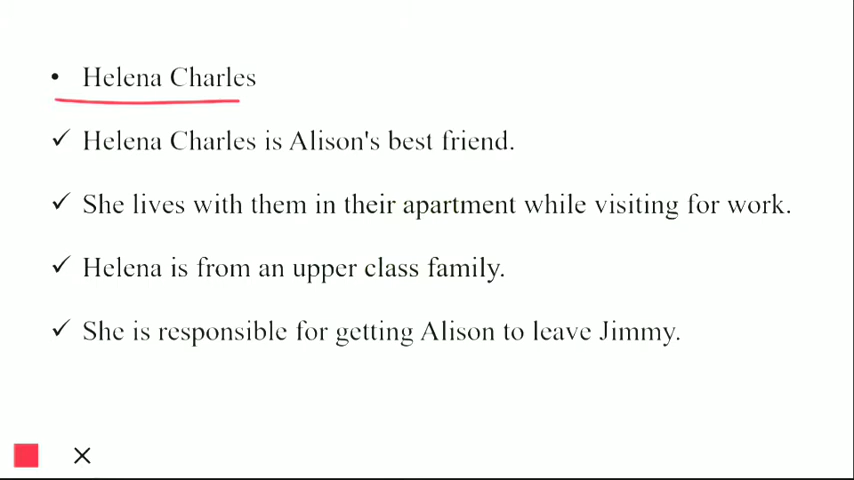 • Helena Charles
✓ Helena Charles is Alison's best friend.
✓ She lives with them in their apartment while visiting for work.
✓ Helena is from an upper class family.
✓ She is responsible for getting Alison to leave Jimmy.